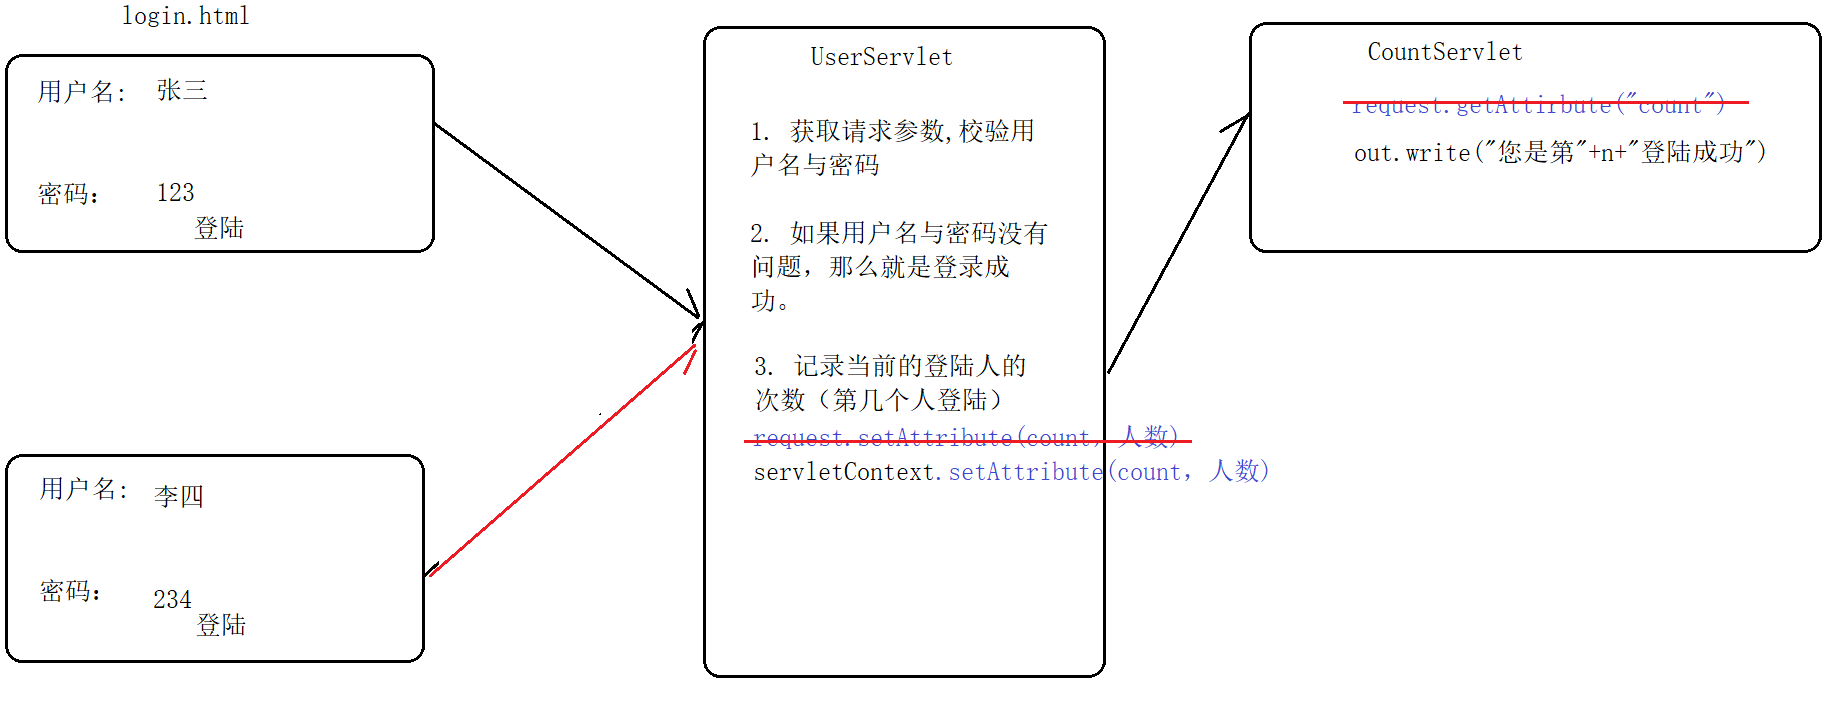 login.html
用户名: 张三
密码: 123
登陆
用户名: 李四
密码: 234
登陆
UserServlet
1. 获取请求参数,校验用
户名与密码
2. 如果用户名与密码没有
问题，那么就是登录成
功。
3. 记录当前的登陆人的
次数（第几个人登陆）
request.setAttribute(count，人数)
servletContext.setAttribute(count，人数)
CountServlet
request.getAttirbute("count")
out.write("您是第"+n+"登陆成功")